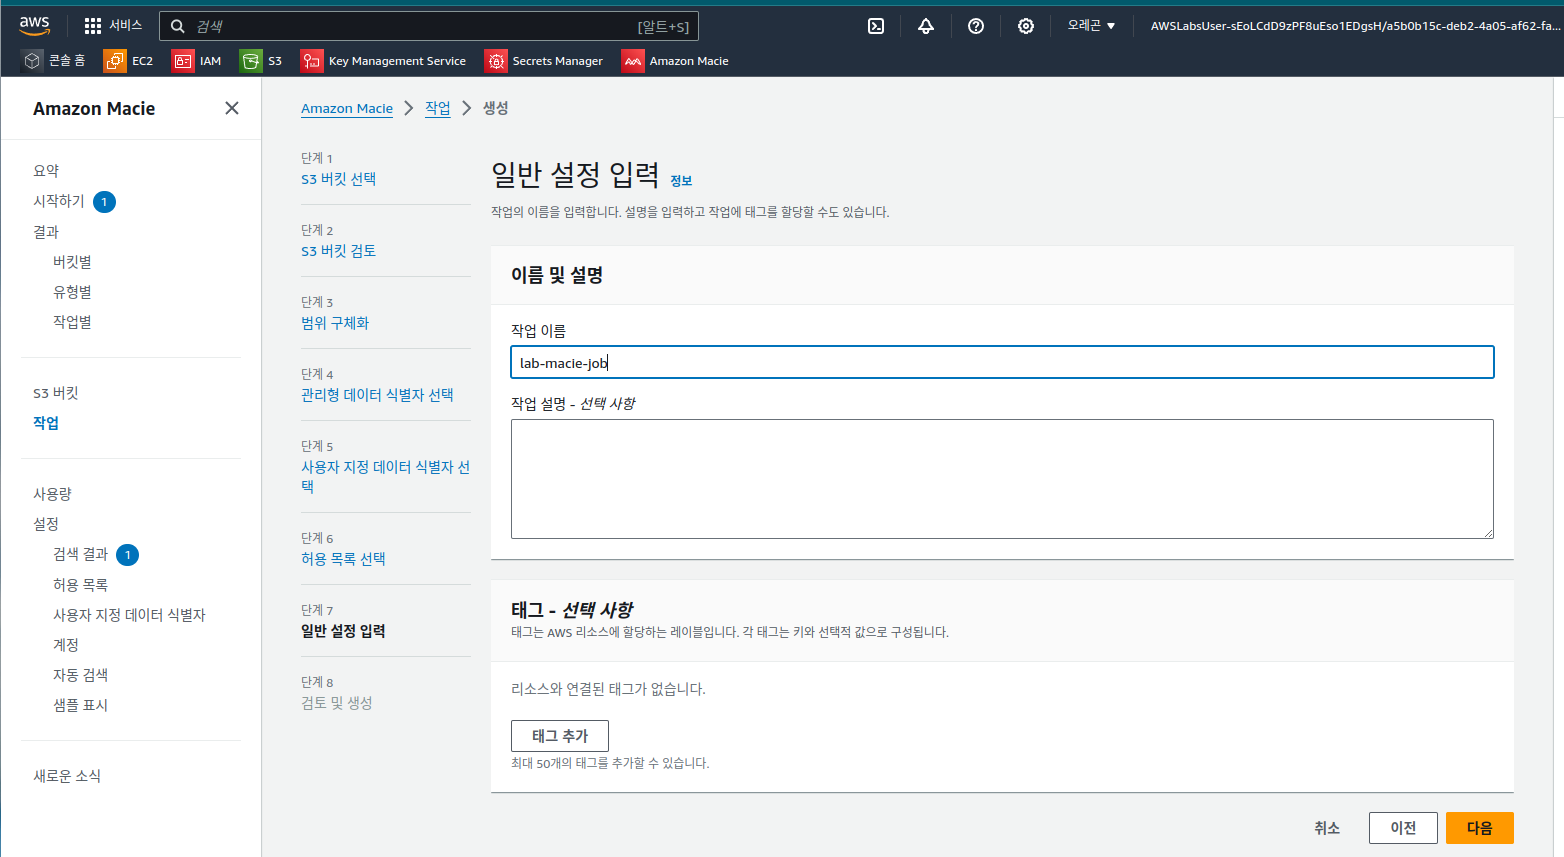 aws
서비스
검색
[알트+S]
오레곤 ▼
AWSLabsUser-sEoLCdD9zPF8uEso1EDgsH/a5b0b15c-deb2-4a05-af62-fa...
콘솔 홈
EC2
IAM
S3
Key Management Service
Secrets Manager
Amazon Macie
Amazon Macie
요약
시작하기 1
결과
버킷별
유형별
작업별
S3 버킷
작업
사용량
설정
검색 결과 1
허용 목록
사용자 지정 데이터 식별자
계정
자동 검색
샘플 표시
새로운 소식
Amazon Macie > 작업 > 생성
단계 1
S3 버킷 선택
단계 2
S3 버킷 검토
단계 3
범위 구체화
단계 4
관리형 데이터 식별자 선택
단계 5
사용자 지정 데이터 식별자 선
택
단계 6
허용 목록 선택
단계 7
일반 설정 입력
단계 8
검토 및 생성
일반 설정 입력 정보
작업의 이름을 입력합니다. 설명을 입력하고 작업에 태그를 할당할 수도 있습니다.
이름 및 설명
작업 이름
lab-macie-job
작업 설명 - 선택 사항
태그 - 선택 사항
태그는 AWS 리소스에 할당하는 레이블입니다. 각 태그는 키와 선택적 값으로 구성됩니다.
리소스와 연결된 태그가 없습니다.
태그 추가
최대 50개의 태그를 추가할 수 있습니다.
취소
이전
다음